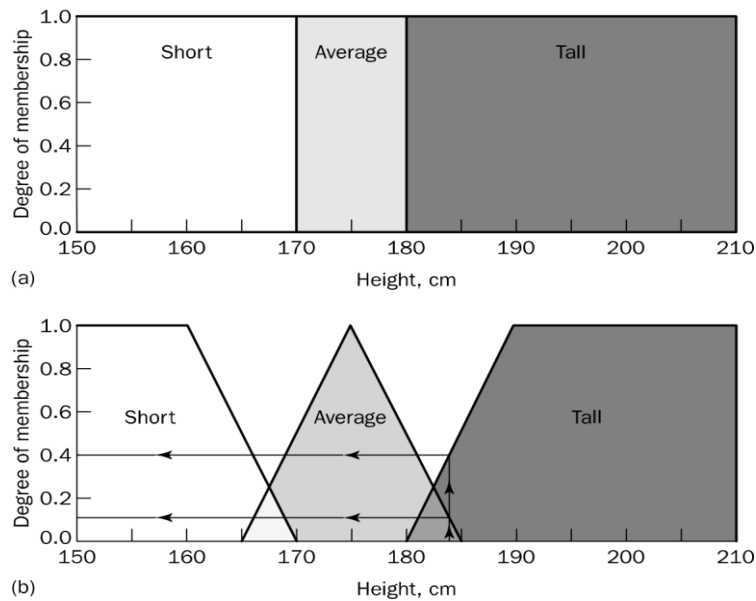 Degree of membership
1.0
0.8
0.6
0.4
0.2
0.0
Short
Average
Tall
150 160 170 180 190 200 210
Height, cm
(a)
Degree of membership
1.0
0.8
0.6
0.4
0.2
0.0
Short
Average
Tall
150 160 170 180 190 200 210
Height, cm
(b)